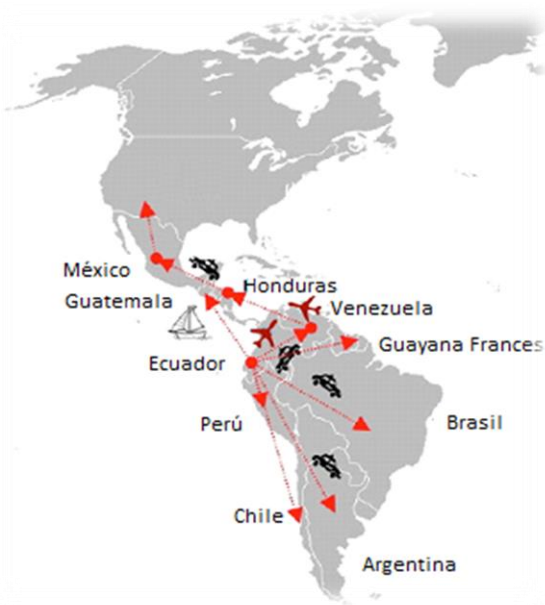 México
Honduras
Guatemala
Venezuela
Guayana Frances
Ecuador
Perú
Brasil
Chile
Argentina